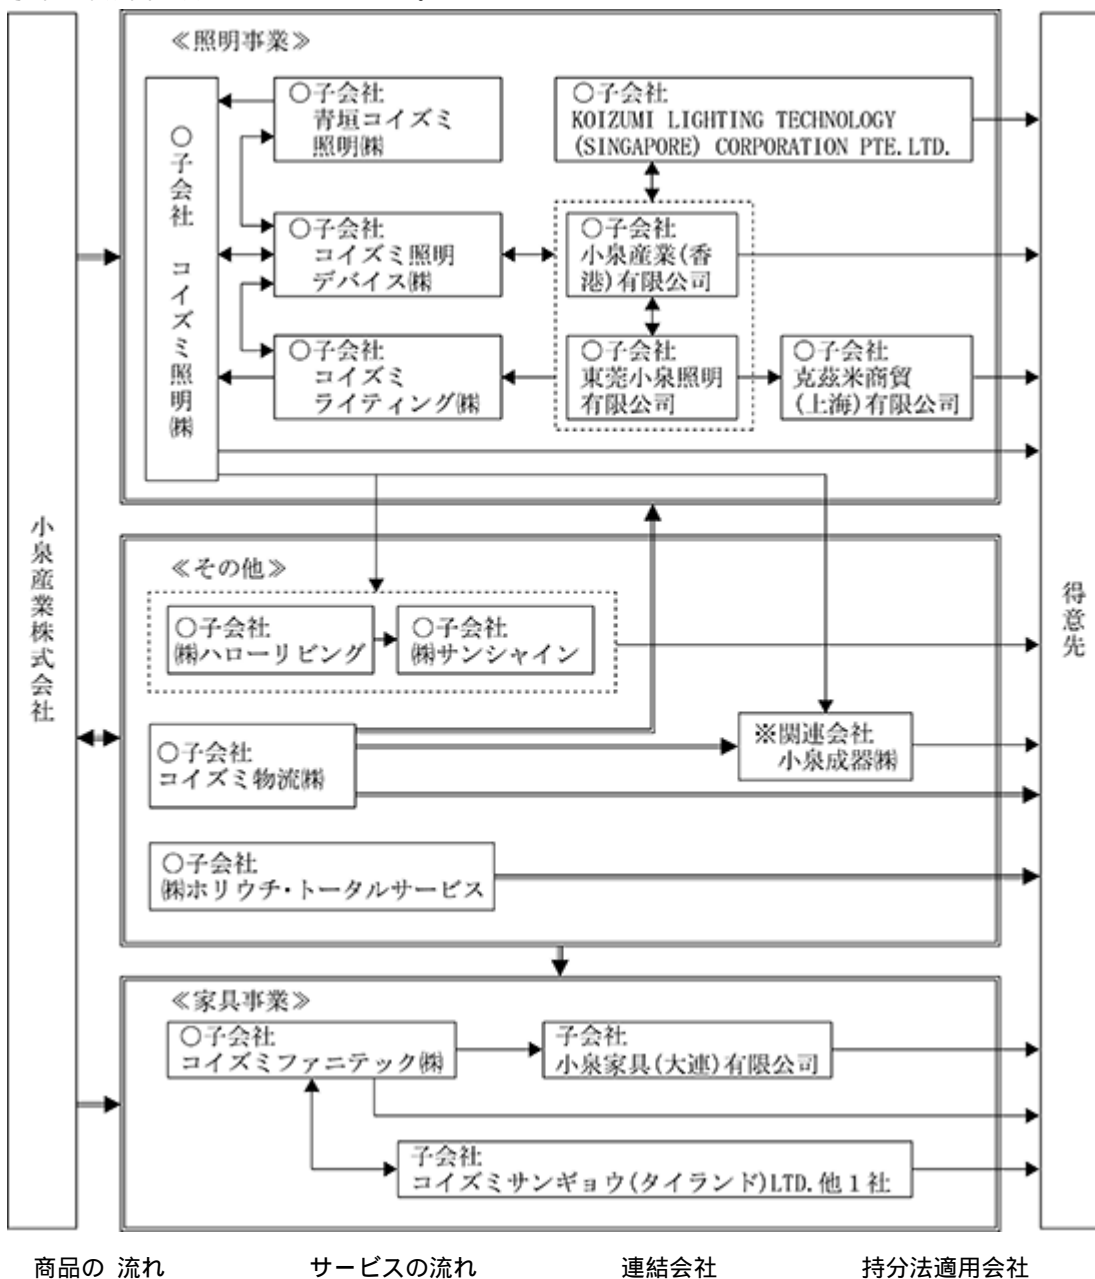 小泉産業株式会社
≪照明事業≫
○子会社 コイズミ照明㈱
○子会社
青垣コイズミ
照明㈱
○子会社
KOIZUMI LIGHTING TECHNOLOGY
(SINGAPORE) CORPORATION PTE.LTD.
○子会社
コイズミ照明
デバイス㈱
○子会社
小泉産業(香
港)有限公司
○子会社
コイズミ
ライティング㈱
○子会社
東莞小泉照明
有限公司
○子会社
克茲米商貿
(上海)有限公司
≪その他≫
○子会社
㈱ハローリビング
○子会社
㈱サンシャイン
○子会社
コイズミ物流㈱
※関連会社
小泉成器㈱
○子会社
㈱ホリウチ・トータルサービス
≪家具事業≫
○子会社
コイズミファニテック㈱
子会社
小泉家具(大連)有限公司
子会社
コイズミサンギョウ(タイランド)LTD.他1社
得意先
商品の 流れ サービスの流れ 連結会社 持分法適用会社